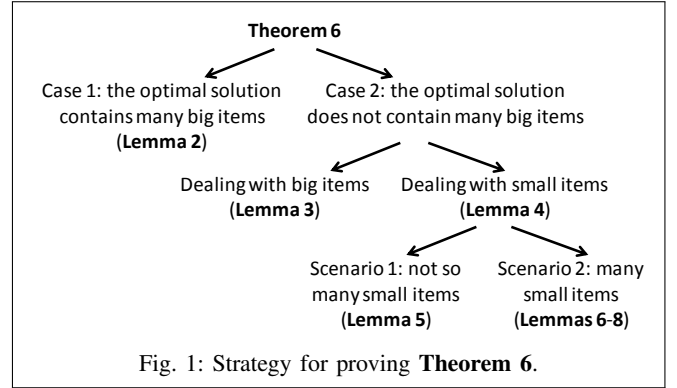 Theorem 6
Case 1: the optimal solution
contains many big items
(Lemma 2)
Case 2: the optimal solution
does not contain many big items
Dealing with big items
(Lemma 3)
Dealing with small items
(Lemma 4)
Scenario 1: not so
many small items
(Lemma 5)
Scenario 2: many
small items
(Lemmas 6-8)
Fig. 1: Strategy for proving Theorem 6.